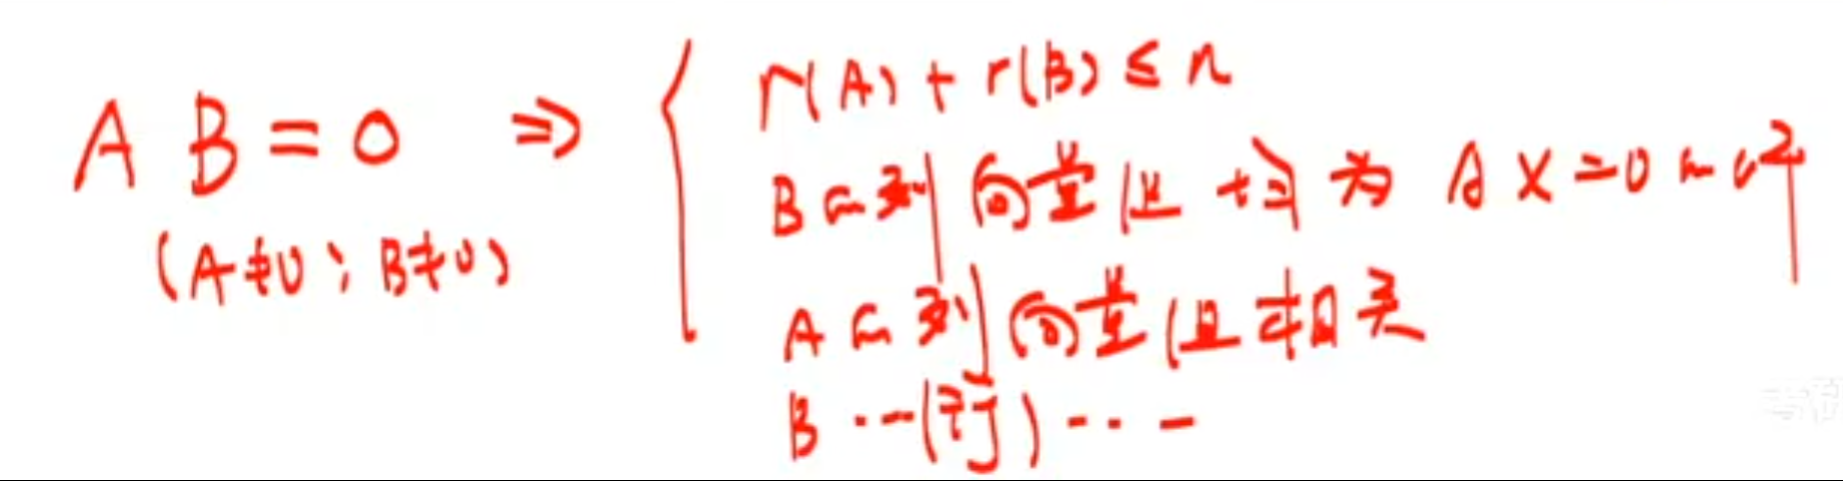 AB=0 ⇒ { r(A)+r(B)≤n
(A≠0; B≠0)
B的列向量组均为AX=0的解
A的列向量组相关
B ··-(行)··-